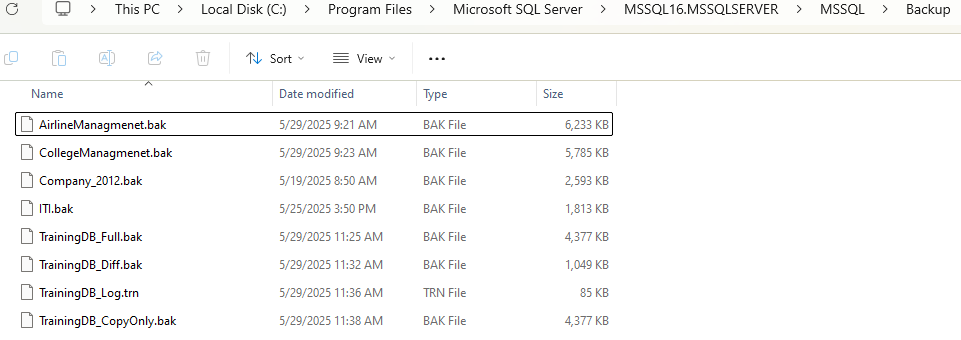 This PC > Local Disk (C:) > Program Files > Microsoft SQL Server > MSSQL16.MSSQLSERVER > MSSQL > Backup
Sort View ...
Name Date modified Type Size
AirlineManagmenet.bak 5/29/2025 9:21 AM BAK File 6,233 KB
CollegeManagmenet.bak 5/29/2025 9:23 AM BAK File 5,785 KB
Company_2012.bak 5/19/2025 8:50 AM BAK File 2,593 KB
ITI.bak 5/25/2025 3:50 PM BAK File 1,813 KB
TrainingDB_Full.bak 5/29/2025 11:25 AM BAK File 4,377 KB
TrainingDB_Diff.bak 5/29/2025 11:32 AM BAK File 1,049 KB
TrainingDB_Log.trn 5/29/2025 11:36 AM TRN File 85 KB
TrainingDB_CopyOnly.bak 5/29/2025 11:38 AM BAK File 4,377 KB